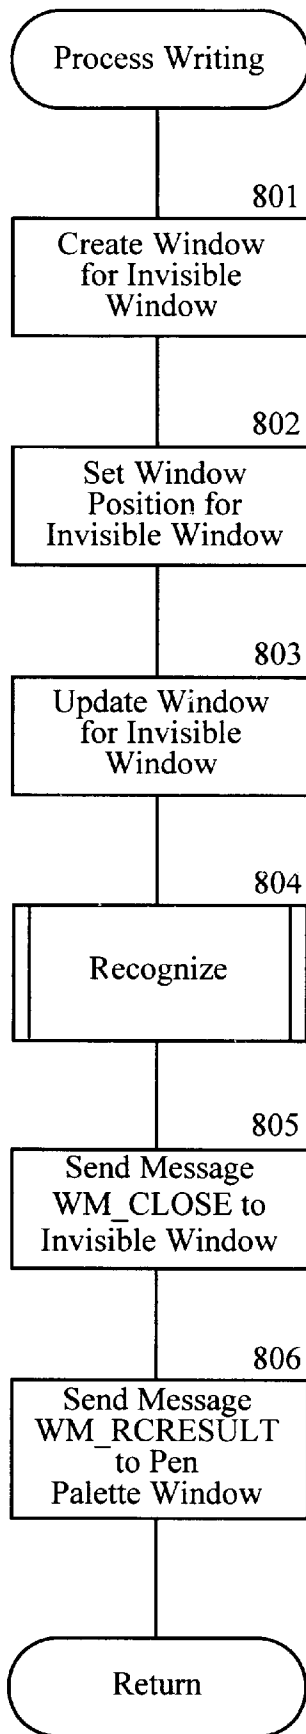 Process Writing
801
Create Window
for Invisible
Window
802
Set Window
Position for
Invisible Window
803
Update Window
for Invisible
Window
804
Recognize
805
Send Message
WM_CLOSE to
Invisible Window
806
Send Message
WM_RCRESULT
to Pen
Palette Window
Return